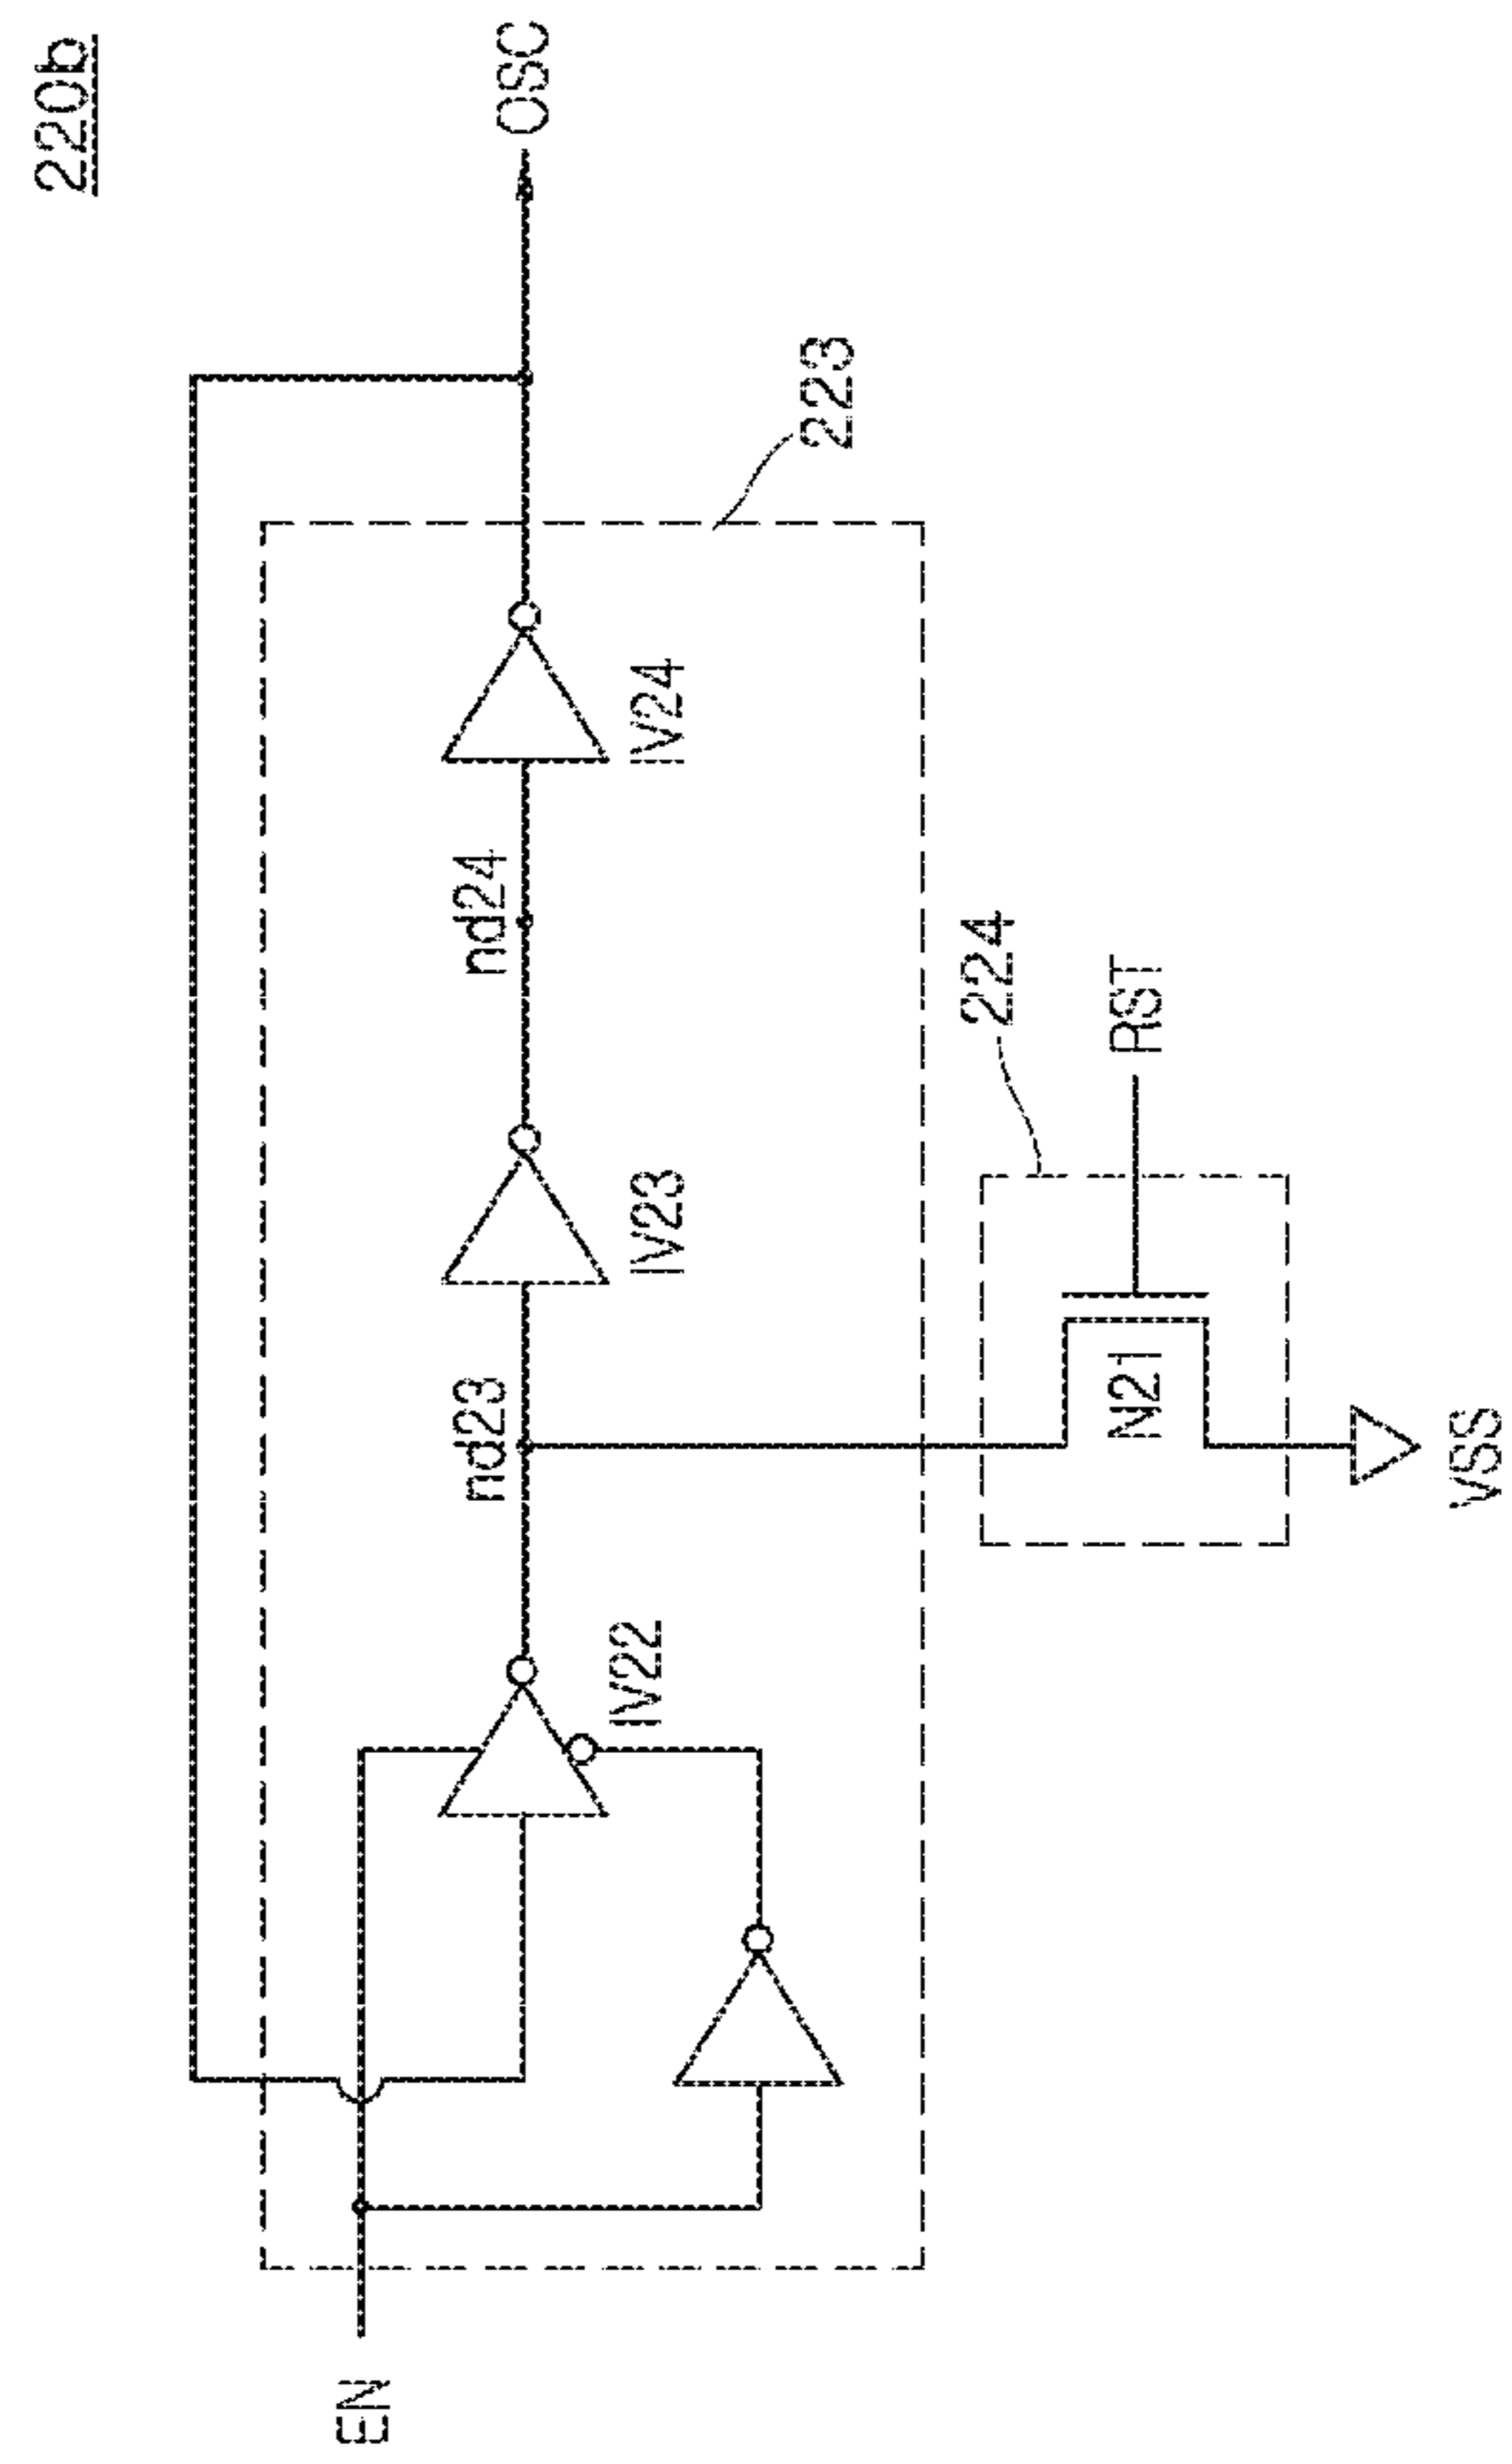 220b
EN
IV22
nd23
IV23
nd24
IV24
OSC
223
224
N21
RST
VSS